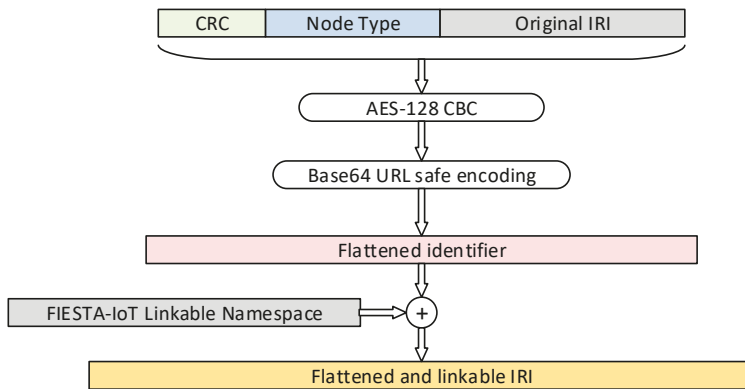 CRC Node Type Original IRI
AES-128 CBC
Base64 URL safe encoding
Flattened identifier
FIESTA-IoT Linkable Namespace +
Flattened and linkable IRI